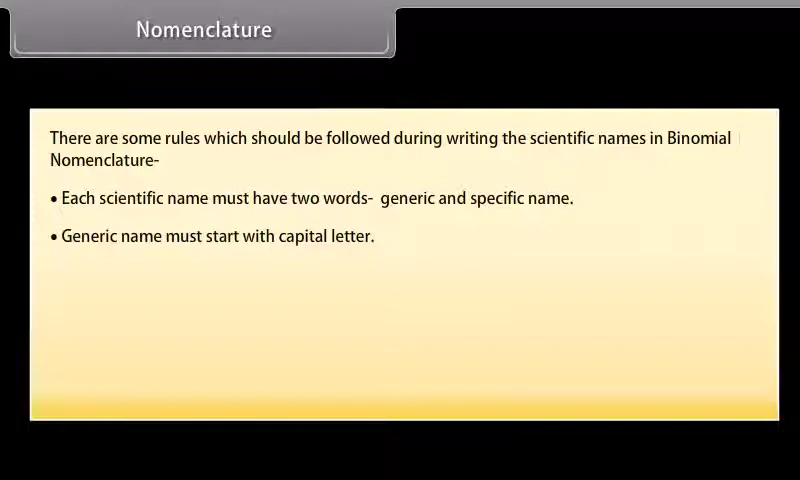 Nomenclature
There are some rules which should be followed during writing the scientific names in Binomial
Nomenclature-
• Each scientific name must have two words- generic and specific name.
• Generic name must start with capital letter.